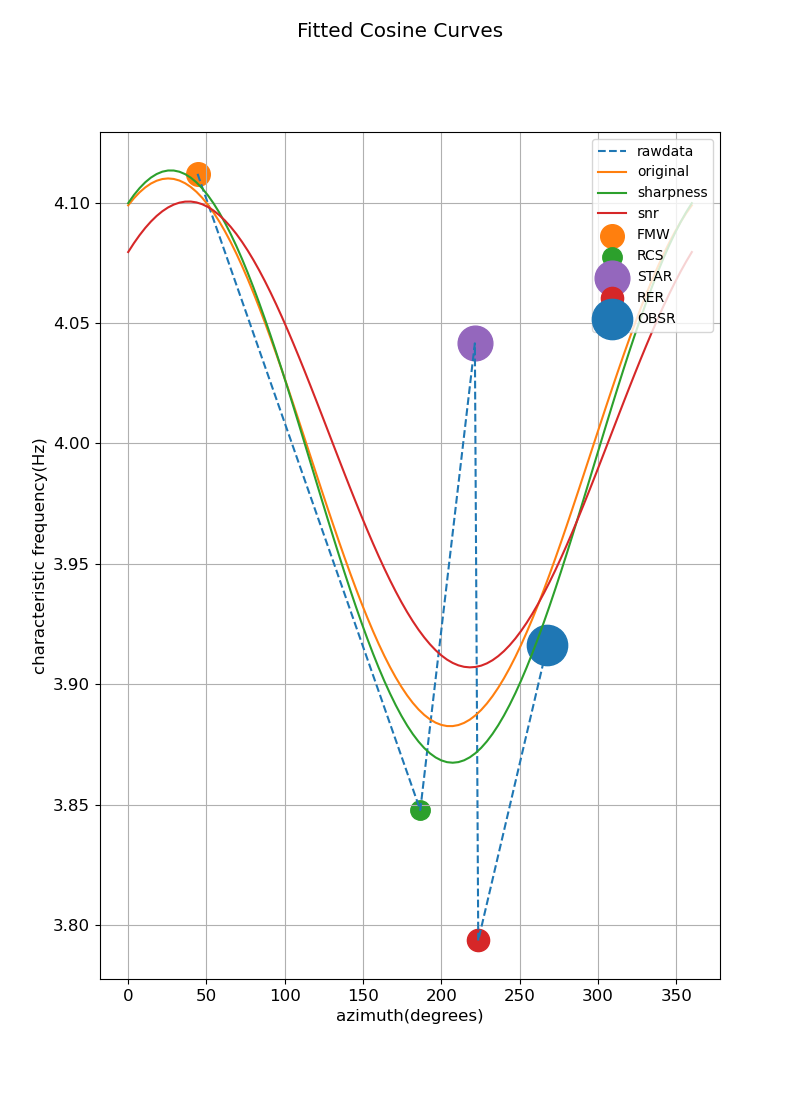 Fitted Cosine Curves
rawdata
original
sharpness
snr
FMW
RCS
STAR
RER
OBSR
characteristic frequency(Hz)
4.10
4.05
4.00
3.95
3.90
3.85
3.80
0 50 100 150 200 250 300 350
azimuth(degrees)